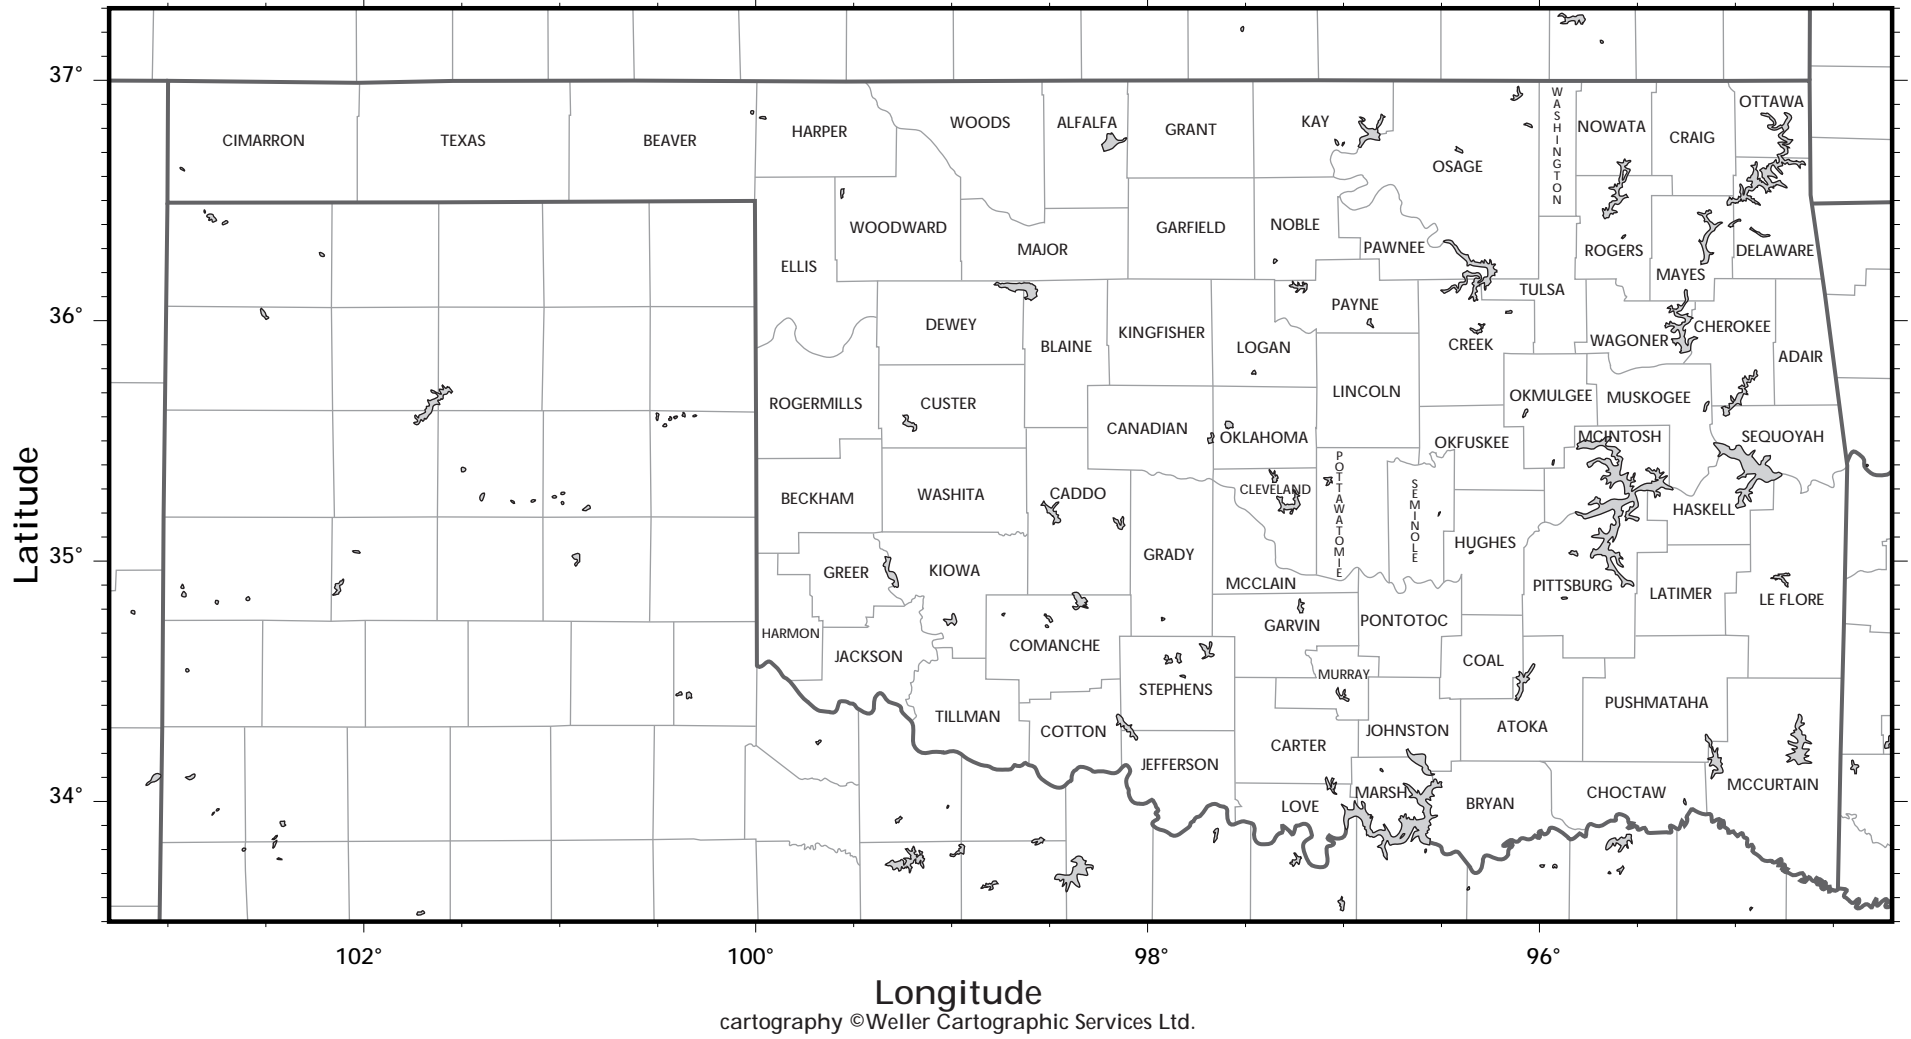 37°
OTTAWA
WASHINGTON
CIMARRON TEXAS BEAVER HARPER WOODS ALFALFA GRANT KAY NOWATA CRAIG
OSAGE
WOODWARD MAJOR GARFIELD NOBLE PAWNEE ROGERS DELAWARE
ELLIS MAYES
TULSA
36°
DEWEY KINGFISHER PAYNE CHEROKEE
BLAINE LOGAN CREEK WAGONER ADAIR
ROGERMILLS CUSTER LINCOLN OKMULGEE MUSKOGEE
CANADIAN OKLAHOMA OKFUSKEE MCINTOSH SEQUOYAH
POTTAWATOMIE
SEMINOLE
BECKHAM WASHITA CADDO CLEVELAND HASKELL
Latitude
35°
GREER KIOWA GRADY HUGHES
MCCLAIN PITTSBURG LATIMER LE FLORE
HARMON GARVIN PONTOTOC
JACKSON COMANCHE COAL
MURRAY
STEPHENS
TILLMAN COTTON JOHNSTON ATOKA PUSHMATAHA
CARTER
JEFFERSON
34°
LOVE MARSH BRYAN CHOCTAW MCCURTAIN
102° 100° 98° 96°
Longitude
cartography ©Weller Cartographic Services Ltd.